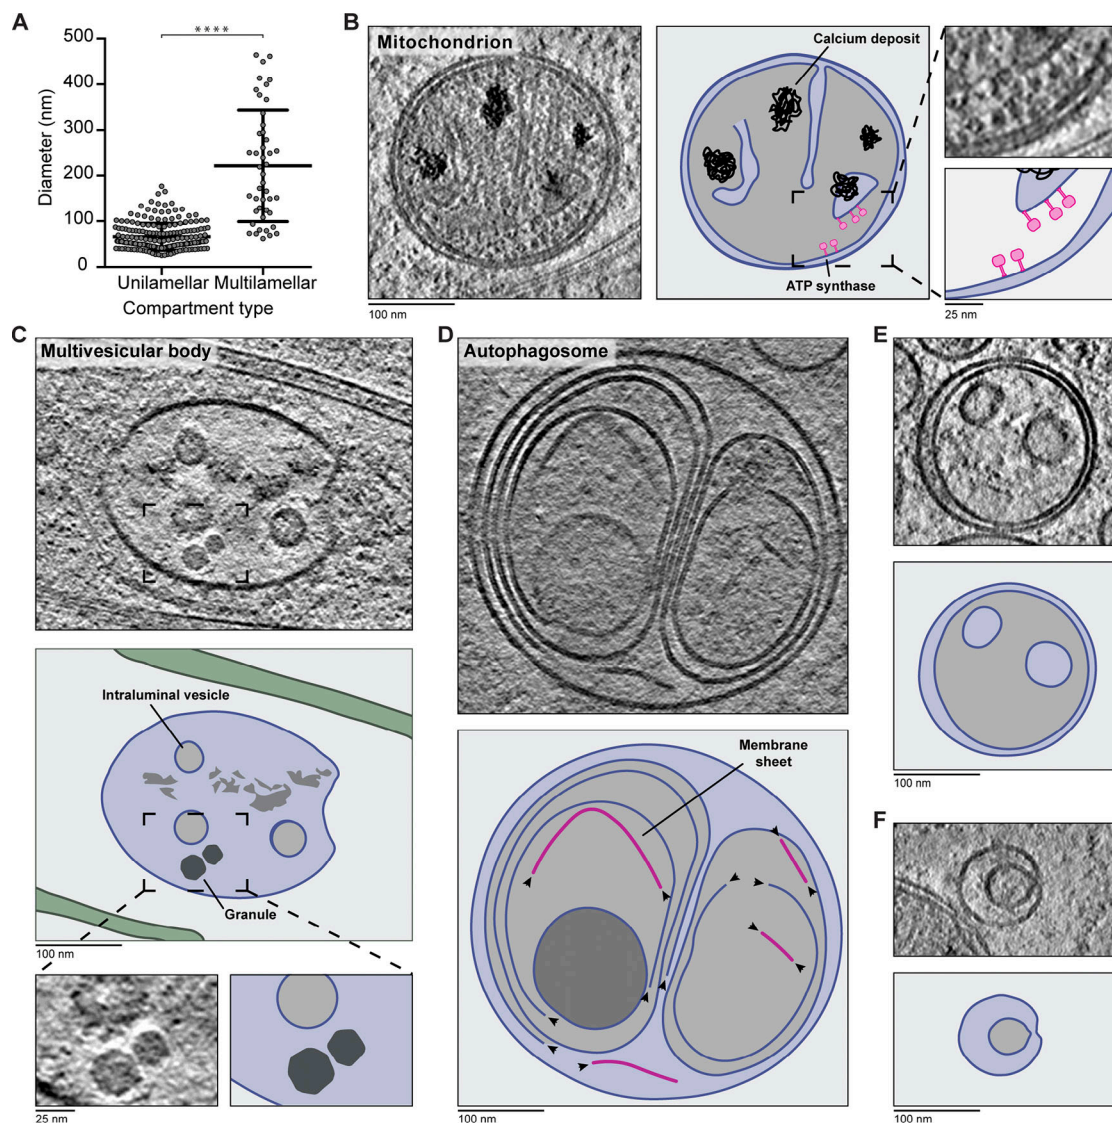 A
****
500
400
300
200
100
0
Diameter (nm)
Unilamellar Multilamellar
Compartment type
B
Mitochondrion
100 nm
Calcium deposit
ATP synthase
25 nm
C
Multivesicular body
Intraluminal vesicle
Granule
100 nm
25 nm
D
Autophagosome
Membrane
sheet
100 nm
E
100 nm
F
100 nm